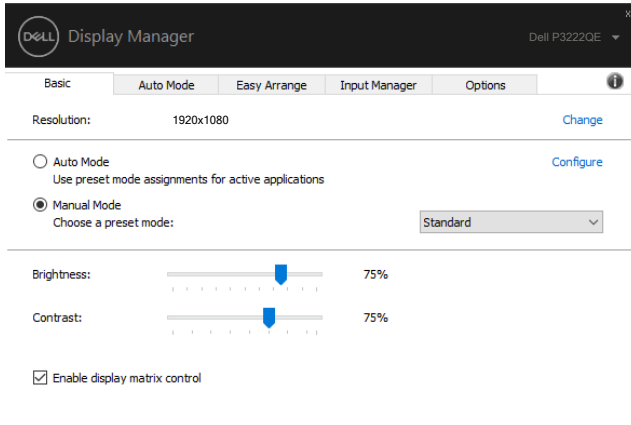 x
DELL Display Manager Dell P3222QE
Basic Auto Mode Easy Arrange Input Manager Options i
Resolution: 1920x1080 Change
Auto Mode Configure
Use preset mode assignments for active applications
Manual Mode
Choose a preset mode: Standard
Brightness: 75%
Contrast: 75%
Enable display matrix control